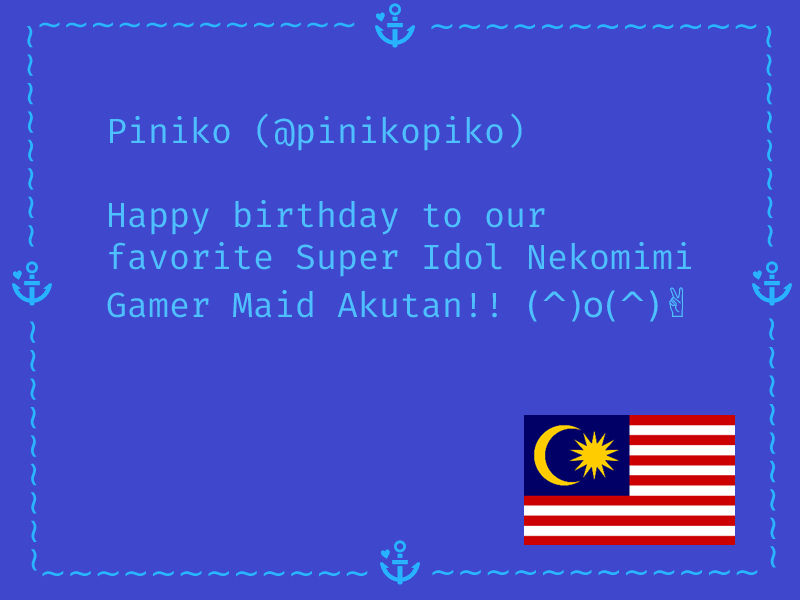 Piniko (@pinikopiko)
Happy birthday to our
favorite Super Idol Nekomimi
Gamer Maid Akutan!! (^)o(^)✌